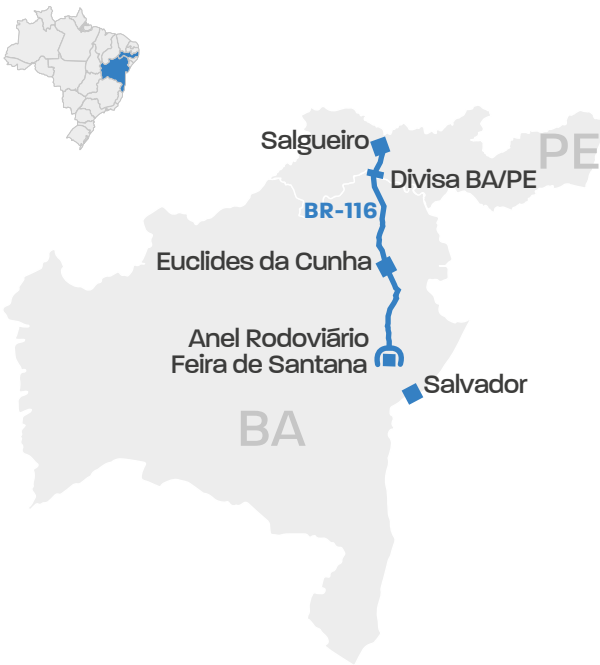 Salgueiro
PE
Divisa BA/PE
BR-116
Euclides da Cunha
Anel Rodoviário
Feira de Santana
Salvador
BA